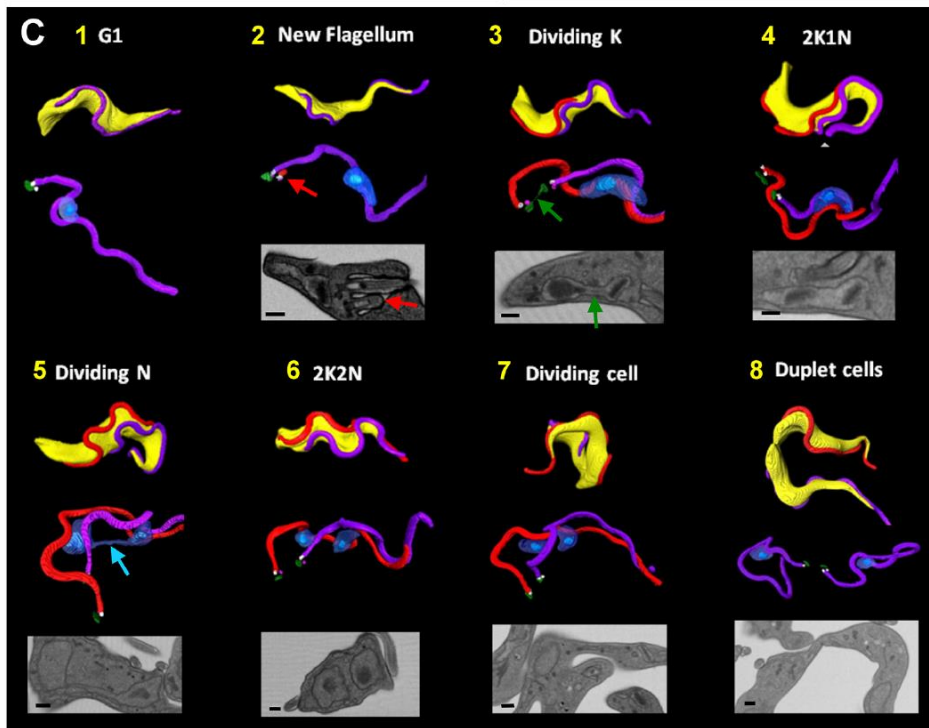 C
1 G1
2 New Flagellum
3 Dividing K
4 2K1N
5 Dividing N
6 2K2N
7 Dividing cell
8 Duplet cells